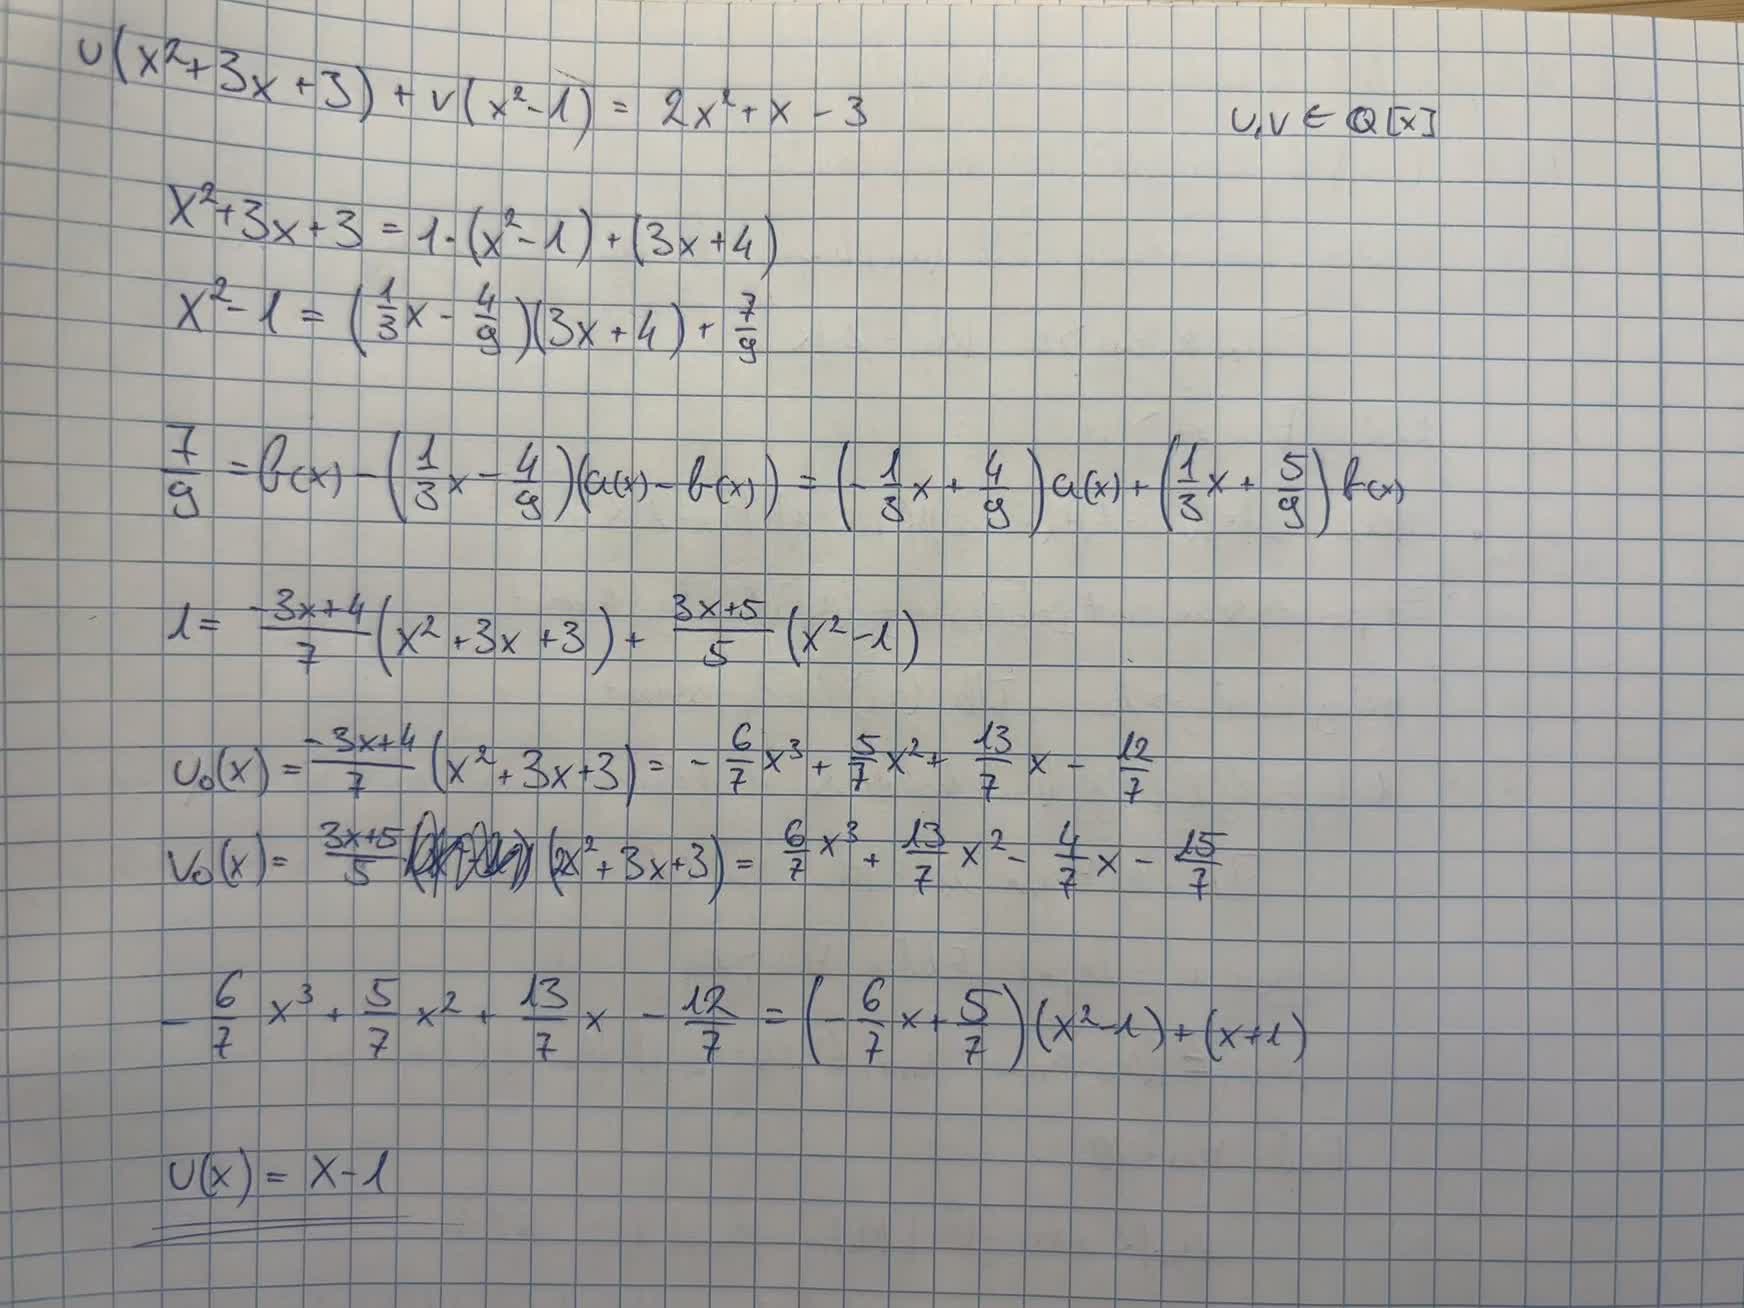 u(x²+3x+3) + v(x²-1) = 2x²+x-3 u,v ∈ ℚ[x]
x²+3x+3 = 1·(x²-1)+(3x+4)
x²-1 = (1/3x - 4/9)(3x+4) + 7/9
7/9 = b(x) - (1/3x - 4/9)(a(x)-b(x)) = (-1/3x + 4/9)a(x) + (1/3x + 5/9)b(x)
1 = (-3x+4)/7 (x²+3x+3) + (3x+5)/5 (x²-1)
u₀(x) = (-3x+4)/7 (x²+3x+3) = -6/7x³ + 5/7x² + 13/7x - 12/7
v₀(x) = (3x+5)/5 (2x²+3x+3) = 6/7x³ + 13/7x² - 4/7x - 15/7
-6/7x³ + 5/7x² + 13/7x - 12/7 = (-6/7x + 5/7)(x²-1) + (x+1)
u(x) = x-1